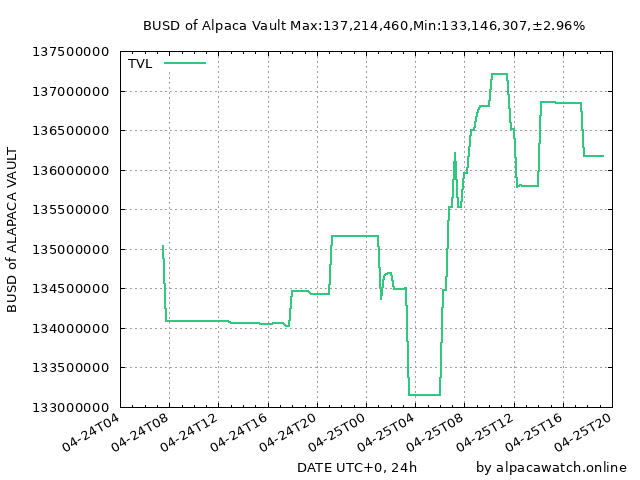 BUSD of Alpaca Vault Max:137,214,460,Min:133,146,307,±2.96%
TVL
137500000
137000000
136500000
136000000
135500000
135000000
134500000
134000000
133500000
133000000
BUSD of ALAPACA VAULT
04-24T04
04-24T08
04-24T12
04-24T16
04-24T20
04-25T00
04-25T04
04-25T08
04-25T12
04-25T16
04-25T20
DATE UTC+0, 24h
by alpacawatch.online